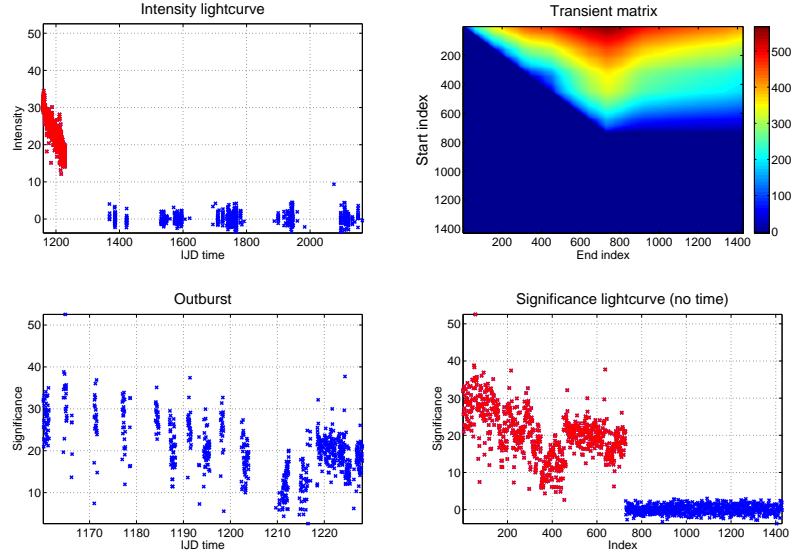 Intensity lightcurve
50
40
30
20
10
0
Intensity
1200 1400 1600 1800 2000
IJD time
Transient matrix
200
400
600
800
1000
1200
1400
Start index
200 400 600 800 1000 1200 1400
End index
500
400
300
200
100
0
Outburst
50
40
30
20
10
Significance
1170 1180 1190 1200 1210 1220
IJD time
Significance lightcurve (no time)
50
40
30
20
10
0
Significance
200 400 600 800 1000 1200 1400
Index